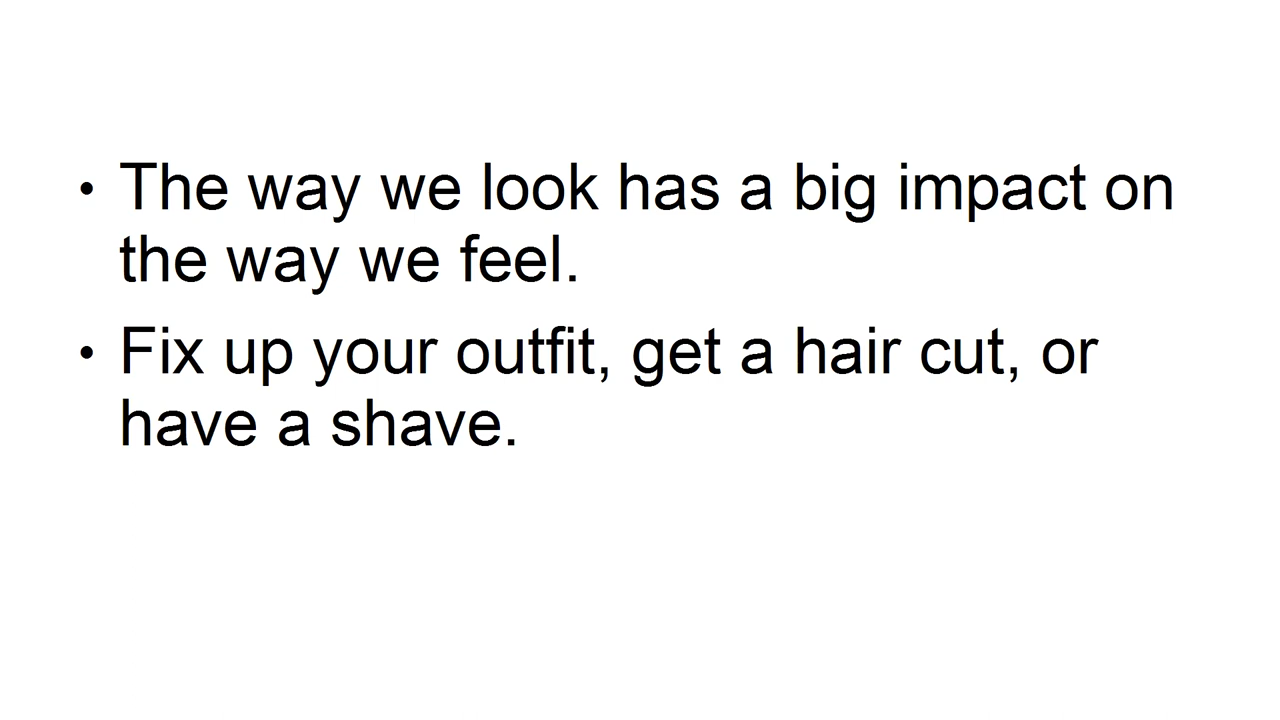 • The way we look has a big impact on
the way we feel.
• Fix up your outfit, get a hair cut, or
have a shave.